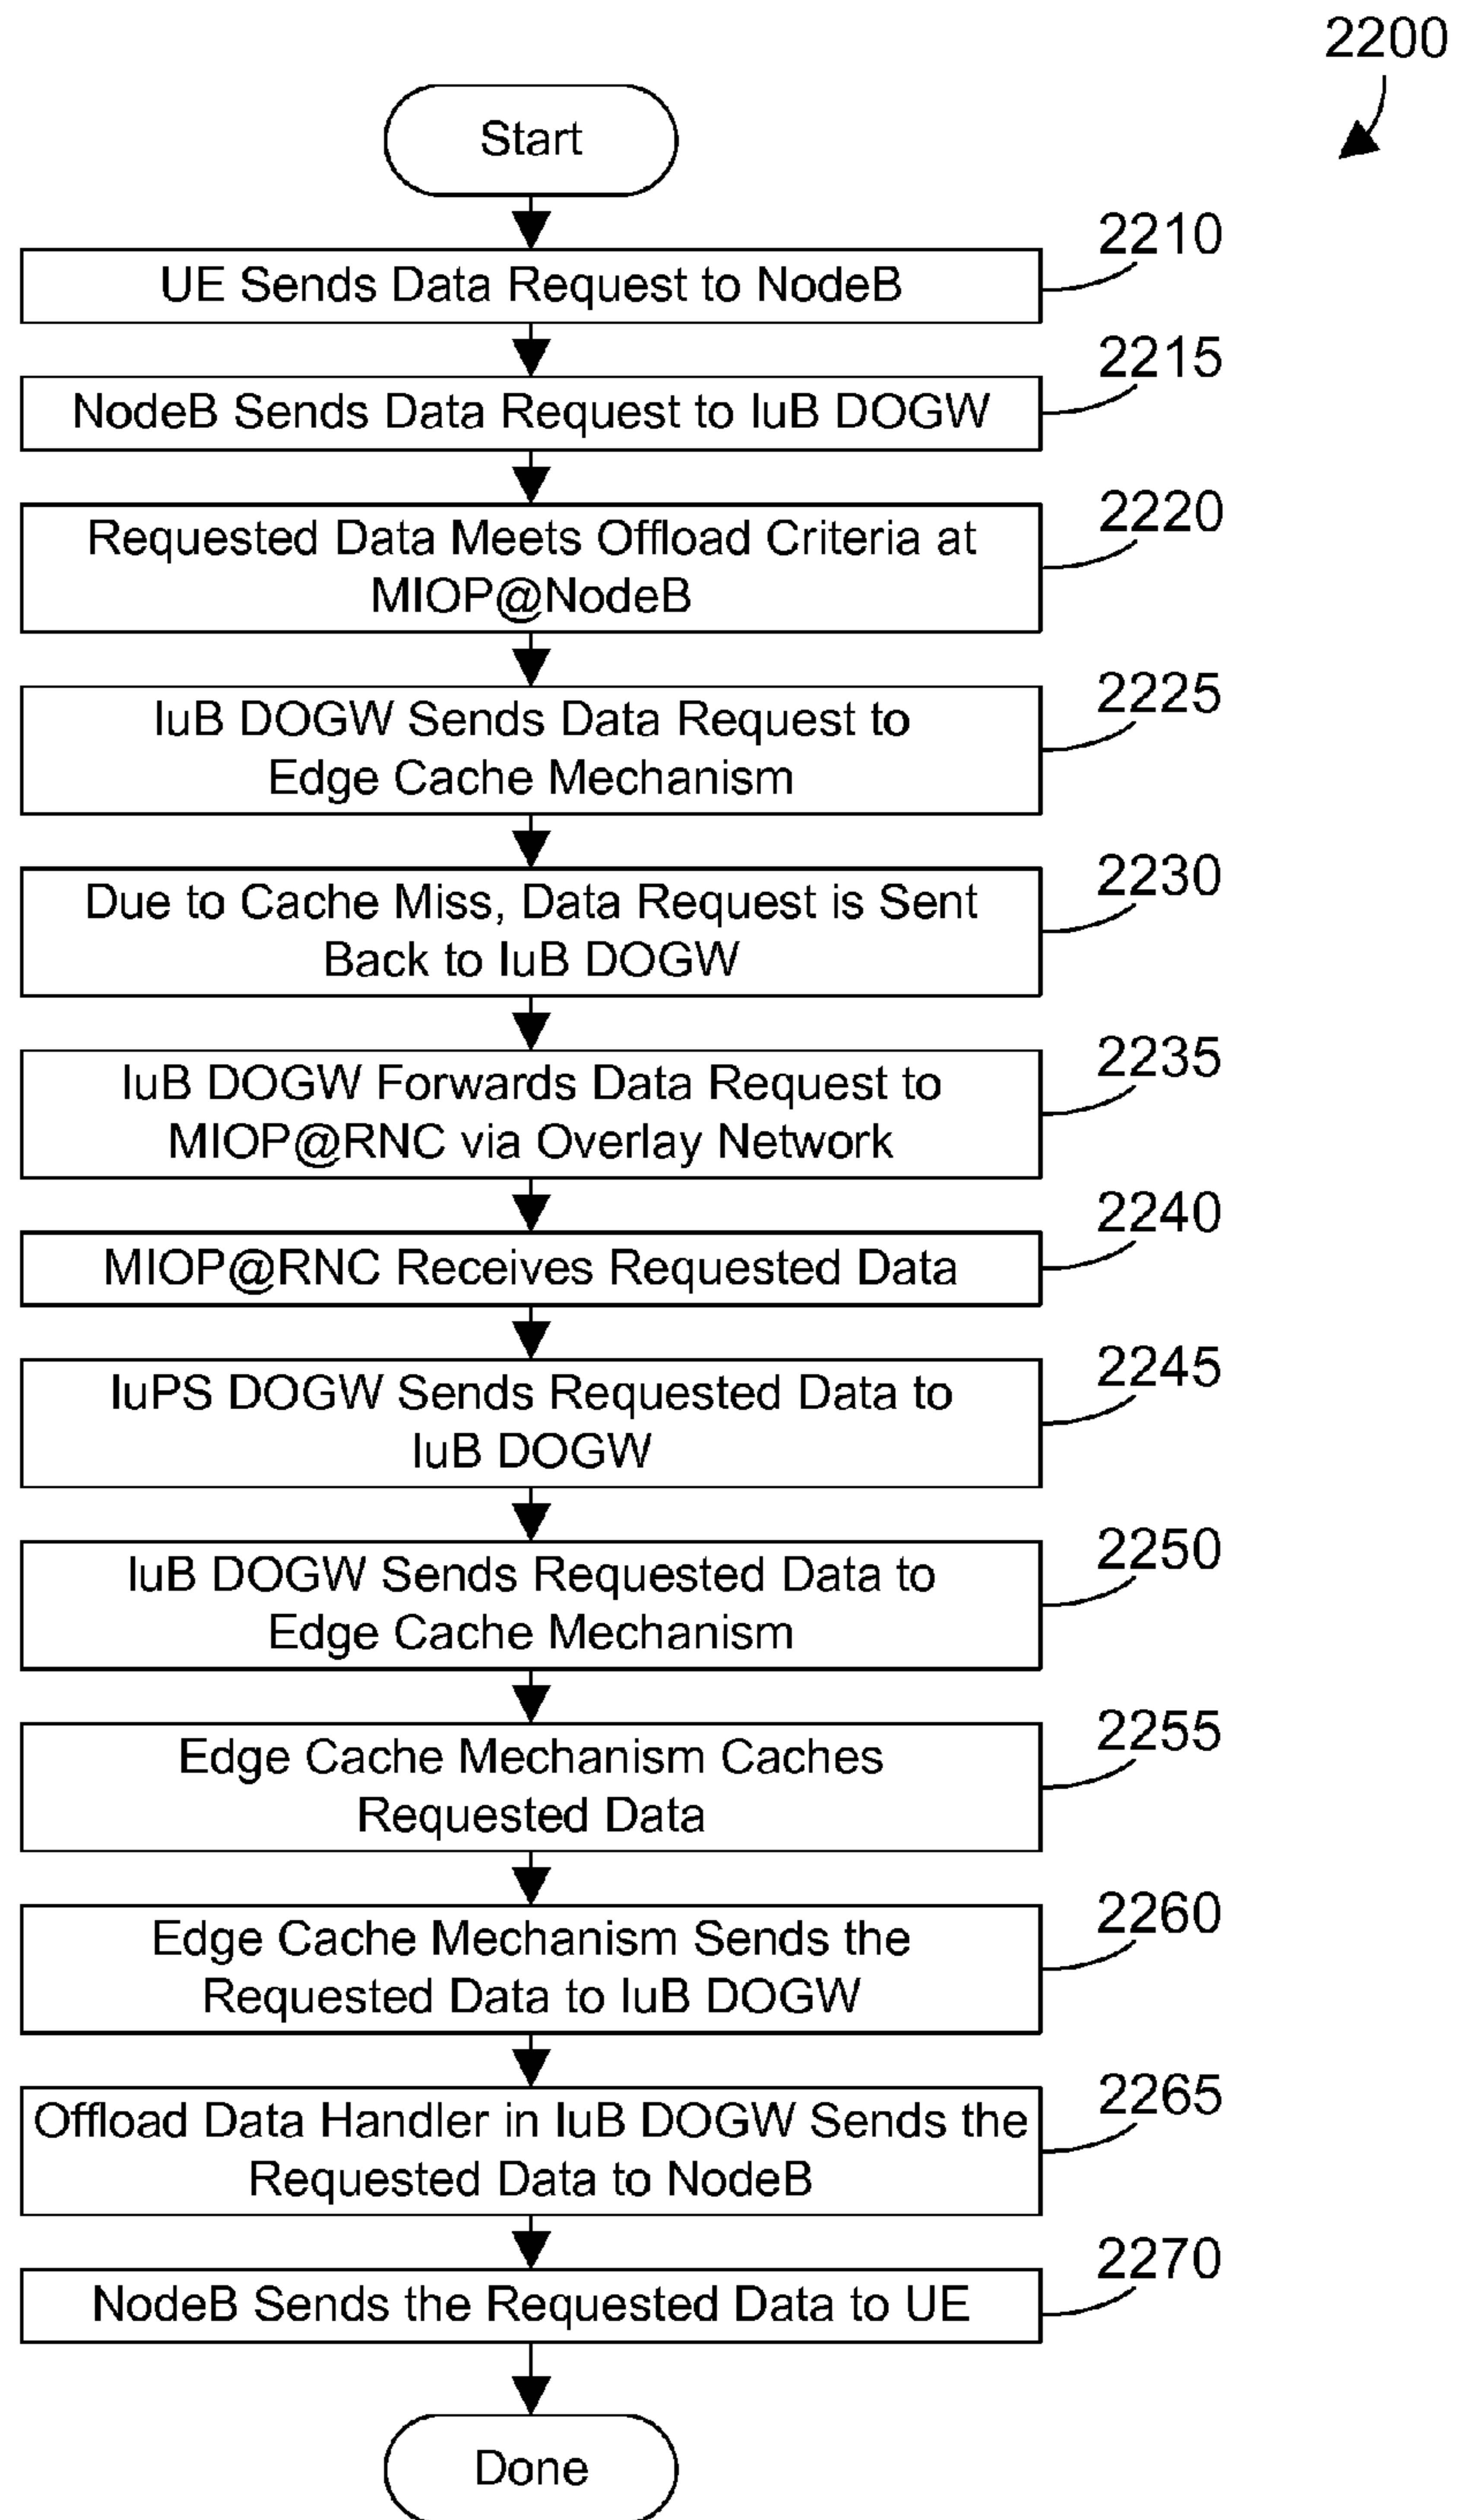 2200
Start
2210
UE Sends Data Request to NodeB
2215
NodeB Sends Data Request to IuB DOGW
2220
Requested Data Meets Offload Criteria at
MIOP@NodeB
2225
IuB DOGW Sends Data Request to
Edge Cache Mechanism
2230
Due to Cache Miss, Data Request is Sent
Back to IuB DOGW
2235
IuB DOGW Forwards Data Request to
MIOP@RNC via Overlay Network
2240
MIOP@RNC Receives Requested Data
2245
IuPS DOGW Sends Requested Data to
IuB DOGW
2250
IuB DOGW Sends Requested Data to
Edge Cache Mechanism
2255
Edge Cache Mechanism Caches
Requested Data
2260
Edge Cache Mechanism Sends the
Requested Data to IuB DOGW
2265
Offload Data Handler in IuB DOGW Sends the
Requested Data to NodeB
2270
NodeB Sends the Requested Data to UE
Done